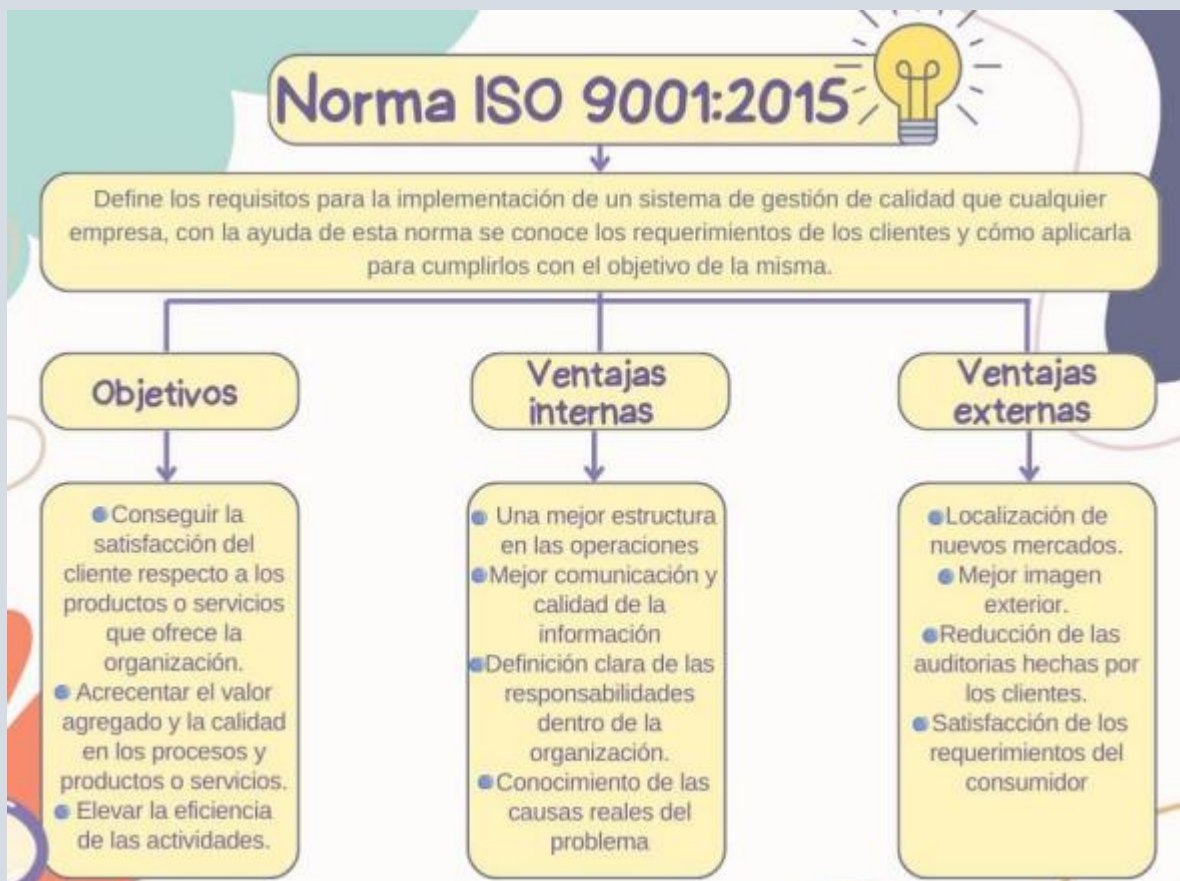 Norma ISO 9001:2015
Define los requisitos para la implementación de un sistema de gestión de calidad que cualquier
empresa, con la ayuda de esta norma se conoce los requerimientos de los clientes y cómo aplicarla
para cumplirlos con el objetivo de la misma.
Objetivos
Conseguir la
satisfacción del
cliente respecto a los
productos o servicios
que ofrece la
organización.
Acrecentar el valor
agregado y la calidad
en los procesos y
productos o servicios.
Elevar la eficiencia
de las actividades.
Ventajas
internas
Una mejor estructura
en las operaciones
Mejor comunicación y
calidad de la
información
Definición clara de las
responsabilidades
dentro de la
organización.
Conocimiento de las
causas reales del
problema
Ventajas
externas
Localización de
nuevos mercados.
Mejor imagen
exterior.
Reducción de las
auditorias hechas por
los clientes.
Satisfacción de los
requerimientos del
consumidor